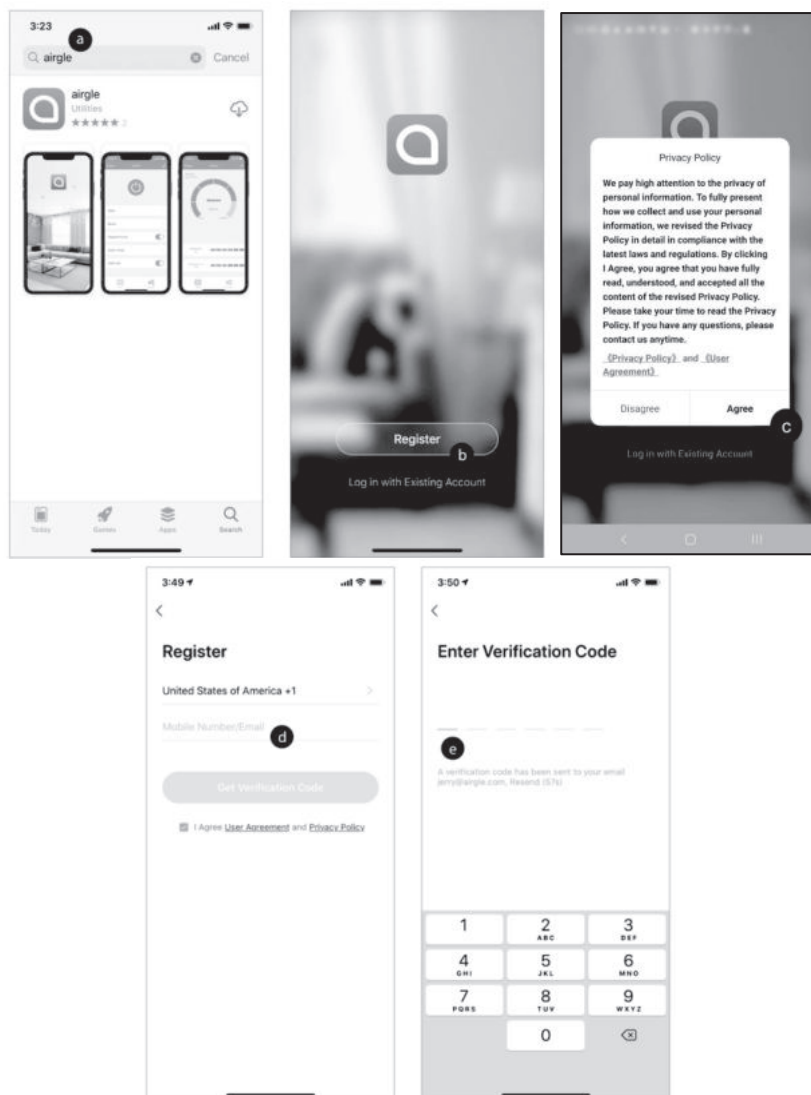 3:23
a
airgle
Cancel
airgle
Utilities
★★★★★ 2
Today
Games
Apps
Search
Register
b
Log in with Existing Account
Privacy Policy
We pay high attention to the privacy of
personal information. To fully present
how we collect and use your personal
information, we revised the Privacy
Policy in detail in compliance with the
latest laws and regulations. By clicking
I Agree, you agree that you have fully
read, understood, and accepted all the
content of the revised Privacy Policy.
Please take your time to read the Privacy
Policy. If you have any questions, please
contact us anytime.
《Privacy Policy》 and 《User
Agreement》
Disagree
Agree
c
Log in with Existing Account
3:49
Register
United States of America +1
Mobile Number/Email
d
Get Verification Code
I Agree User Agreement and Privacy Policy
3:50
Enter Verification Code
e
A verification code has been sent to your email
jerry@airgle.com, Resend (57s)
1
2
ABC
3
DEF
4
GHI
5
JKL
6
MNO
7
PQRS
8
TUV
9
WXYZ
0